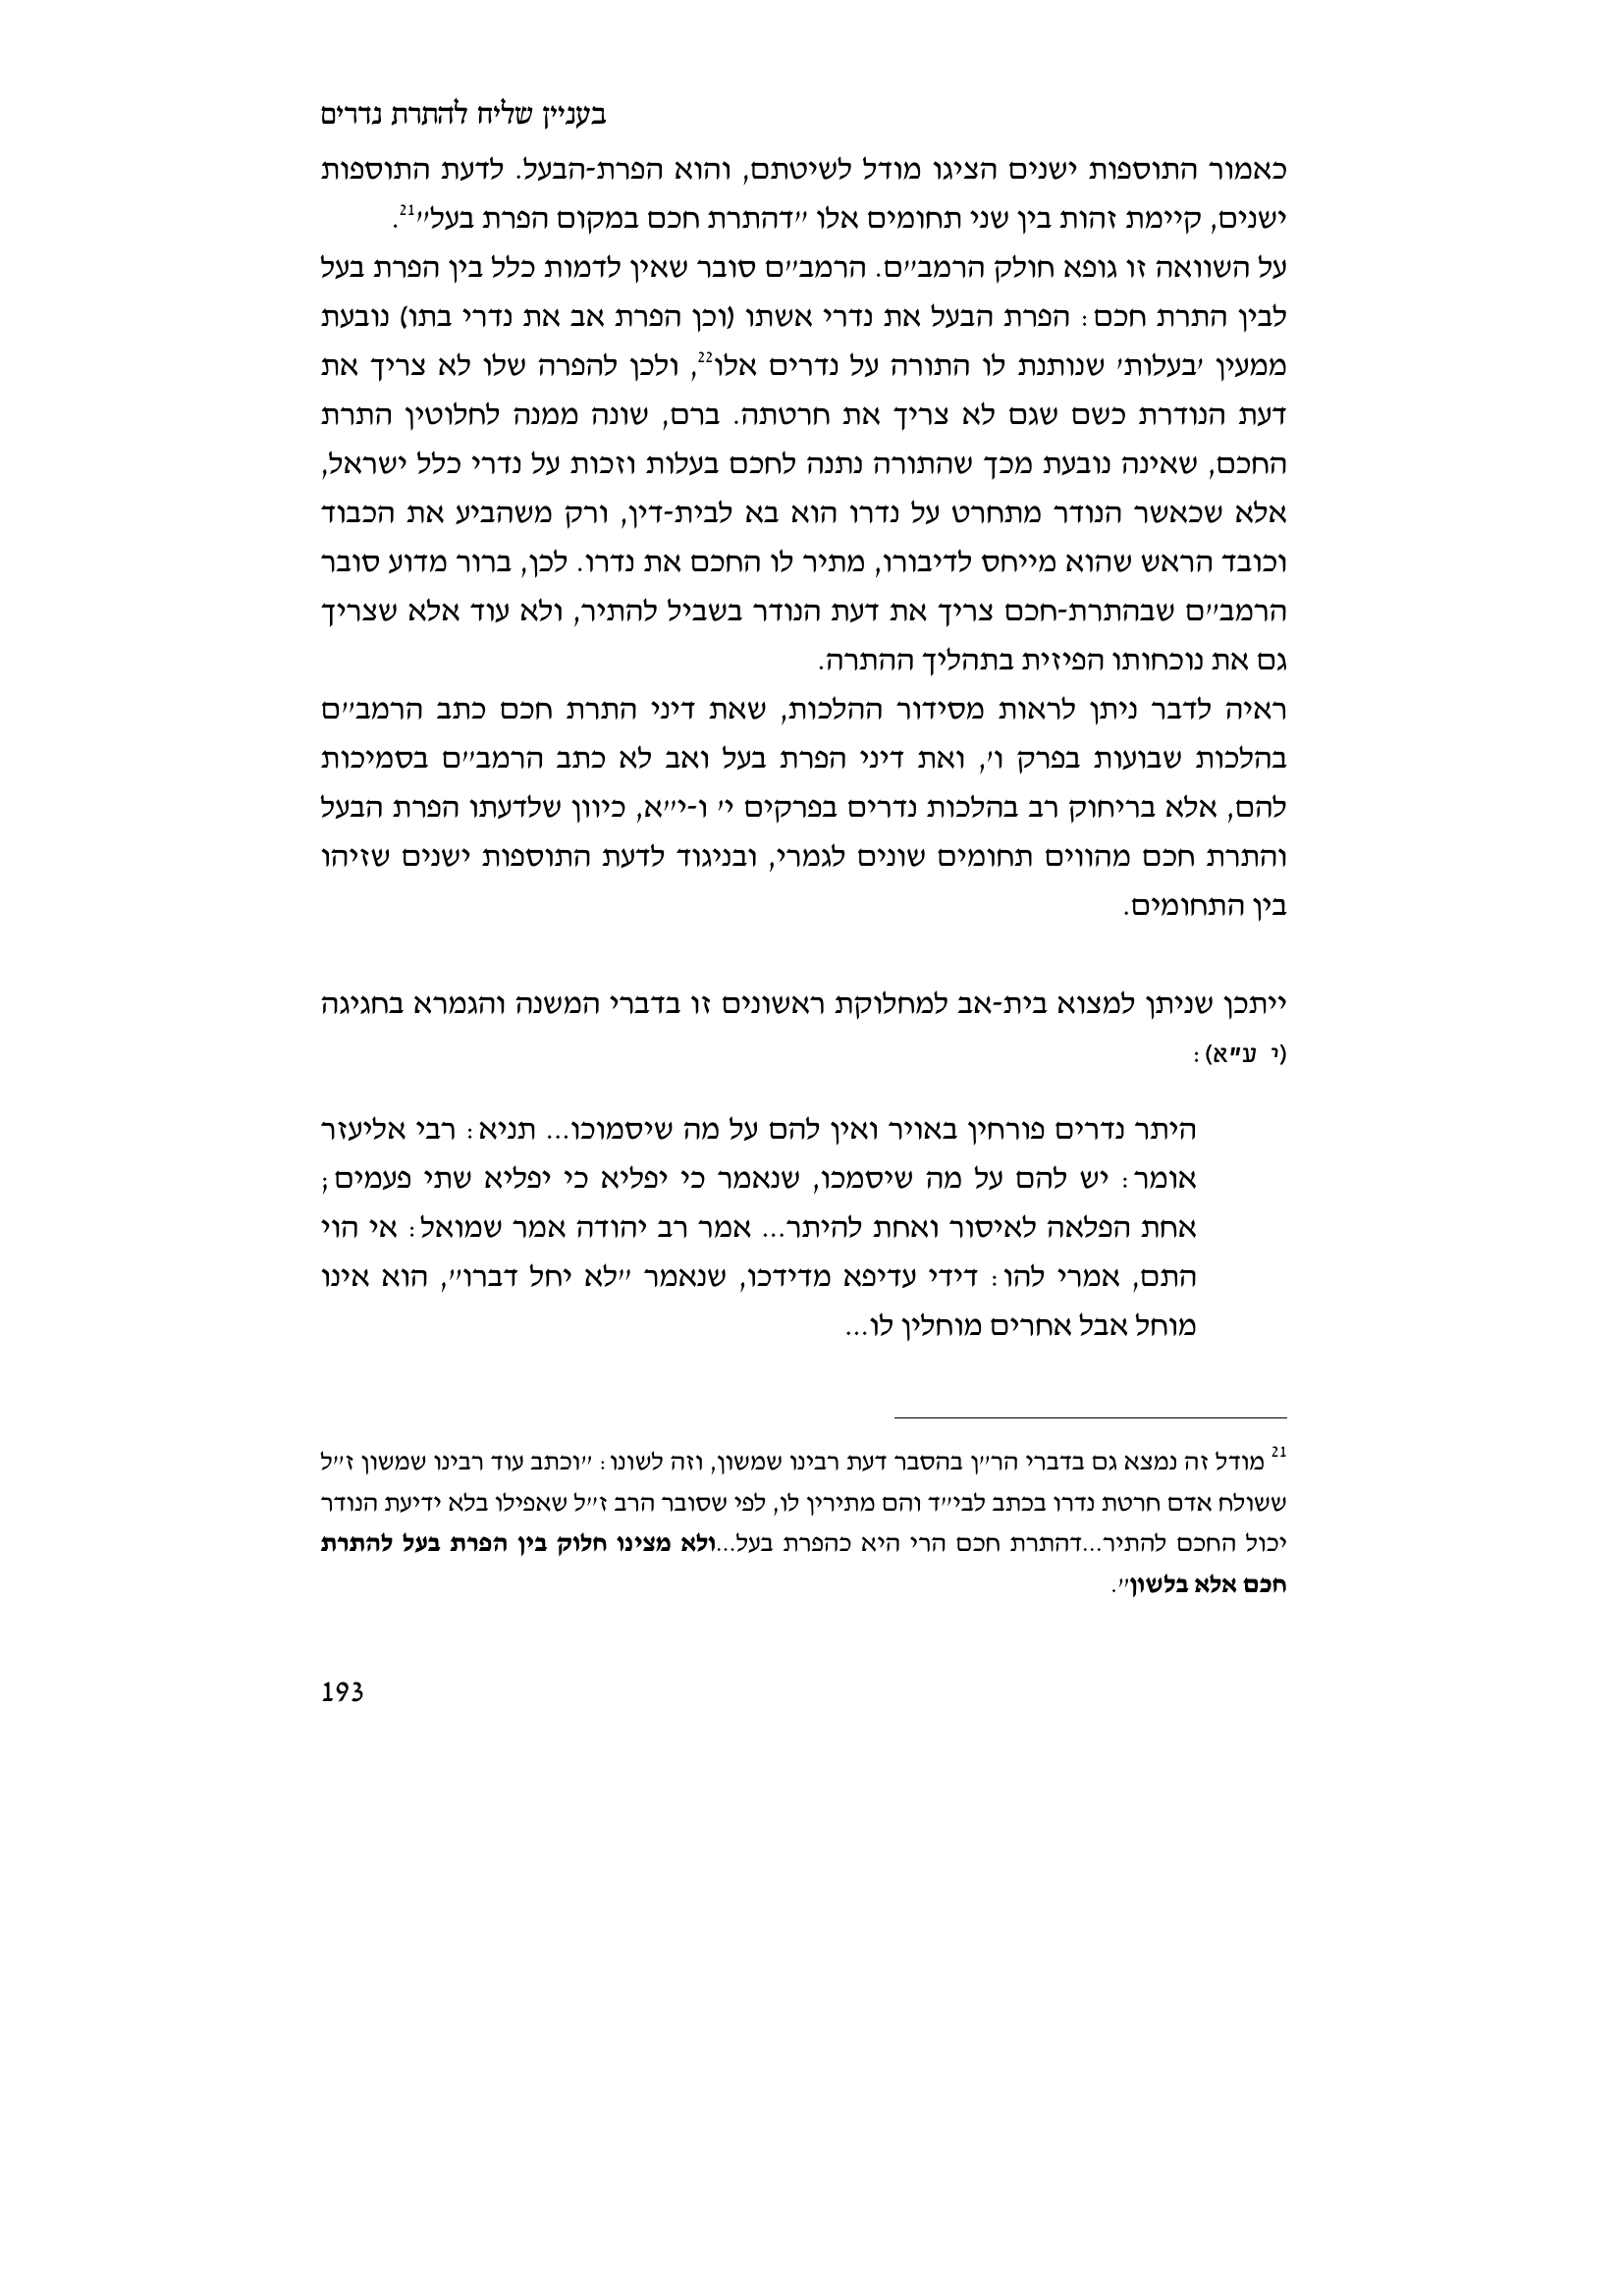 בעניין שליח להתרת נדרים
כאמור התוספות ישנים הציגו מודל לשיטתם, והוא הפרת-הבעל. לדעת התוספות
ישנים, קיימת זהות בין שני תחומים אלו "דהתרת חכם במקום הפרת בעל"21.
על השוואה זו גופא חולק הרמב"ם. הרמב"ם סובר שאין לדמות כלל בין הפרת בעל
לבין התרת חכם: הפרת הבעל את נדרי אשתו (וכן הפרת אב את נדרי בתו) נובעת
ממעין 'בעלות' שנותנת לו התורה על נדרים אלו22, ולכן להפרה שלו לא צריך את
דעת הנודרת כשם שגם לא צריך את חרטתה. ברם, שונה ממנה לחלוטין התרת
החכם, שאינה נובעת מכך שהתורה נתנה לחכם בעלות וזכות על נדרי כלל ישראל,
אלא שכאשר הנודר מתחרט על נדרו הוא בא לבית-דין, ורק משהביע את הכבוד
וכובד הראש שהוא מייחס לדיבורו, מתיר לו החכם את נדרו. לכן, ברור מדוע סובר
הרמב"ם שבהתרת-חכם צריך את דעת הנודר בשביל להתיר, ולא עוד אלא שצריך
גם את נוכחותו הפיזית בתהליך ההתרה.
ראיה לדבר ניתן לראות מסידור ההלכות, שאת דיני התרת חכם כתב הרמב"ם
בהלכות שבועות בפרק ו', ואת דיני הפרת בעל ואב לא כתב הרמב"ם בסמיכות
להם, אלא בריחוק רב בהלכות נדרים בפרקים י' ו-י"א, כיוון שלדעתו הפרת הבעל
והתרת חכם מהווים תחומים שונים לגמרי, ובניגוד לדעת התוספות ישנים שזיהו
בין התחומים.
ייתכן שניתן למצוא בית-אב למחלוקת ראשונים זו בדברי המשנה והגמרא בחגיגה
(י ע"א):
היתר נדרים פורחין באויר ואין להם על מה שיסמוכו... תניא: רבי אליעזר
אומר: יש להם על מה שיסמכו, שנאמר כי יפליא כי יפליא שתי פעמים;
אחת הפלאה לאיסור ואחת להיתר... אמר רב יהודה אמר שמואל: אי הוי
התם, אמרי להו: דידי עדיפא מדידכו, שנאמר "לא יחל דברו", הוא אינו
מוחל אבל אחרים מוחלין לו...
21 מודל זה נמצא גם בדברי הר"ן בהסבר דעת רבינו שמשון, וזה לשונו: "וכתב עוד רבינו שמשון ז"ל
ששולח אדם חרטת נדרו בכתב לבי"ד והם מתירין לו, לפי שסובר הרב ז"ל שאפילו בלא ידיעת הנודר
יכול החכם להתיר...דהתרת חכם הרי היא כהפרת בעל...ולא מצינו חלוק בין הפרת בעל להתרת
חכם אלא בלשון".
193